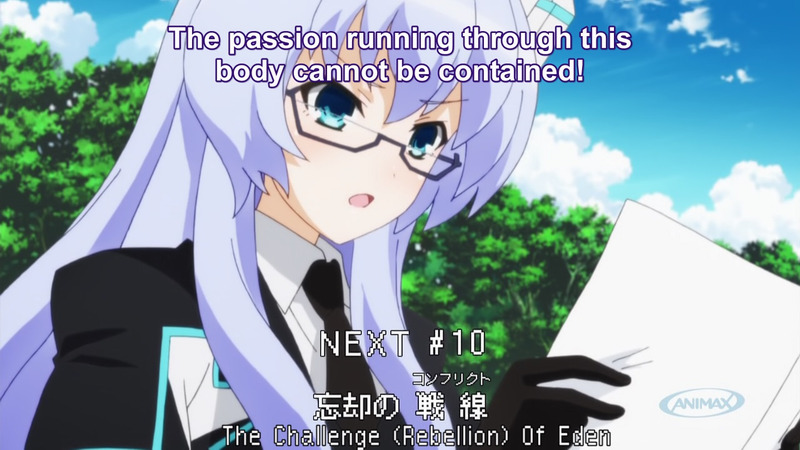 The passion running through this
body cannot be contained!
NEXT #10
コンフリクト
忘却の戦線
The Challenge (Rebellion) Of Eden
ANIMAX